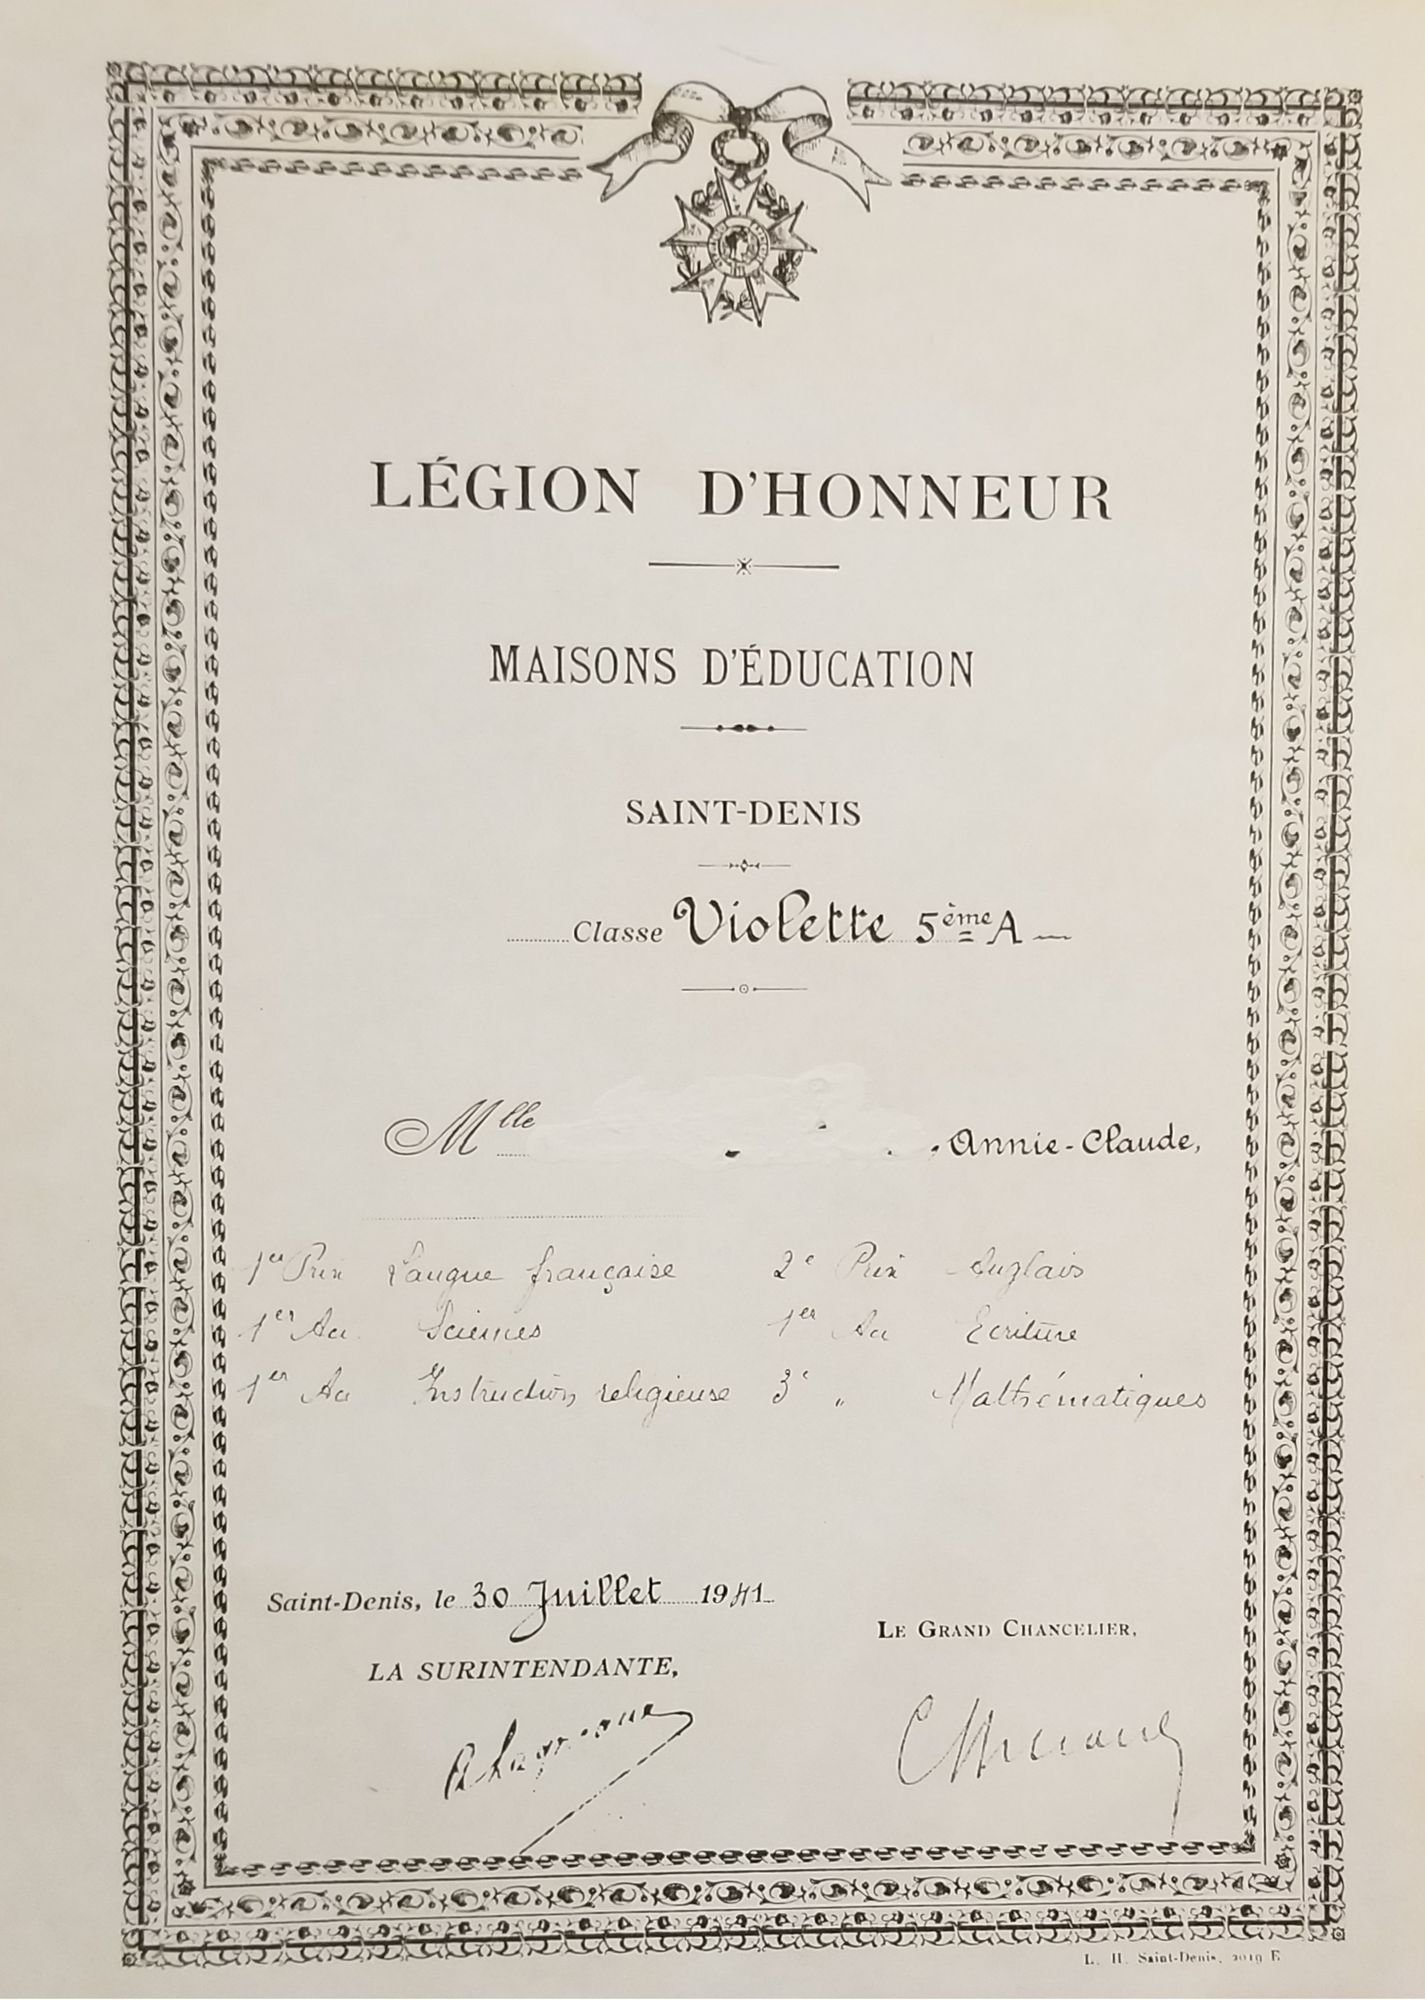 LÉGION D'HONNEUR
MAISONS D'ÉDUCATION
SAINT-DENIS
Classe Violette 5ème A
Mlle Annie-Claude,
1er Prix Langue française 2e Prix Anglais
1er Acc Sciences 1er Acc Ecriture
1er Acc Instruction religieuse 3e " Mathématiques
Saint-Denis, le 30 Juillet 1941
LE GRAND CHANCELIER,
LA SURINTENDANTE,
L. H. Saint-Denis, 2019 E